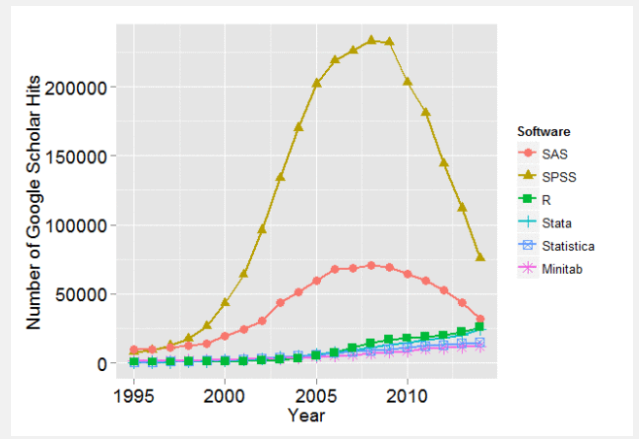 Number of Google Scholar Hits
200000
150000
100000
50000
0
1995
2000
2005
2010
Year
Software
SAS
SPSS
R
Stata
Statistica
Minitab